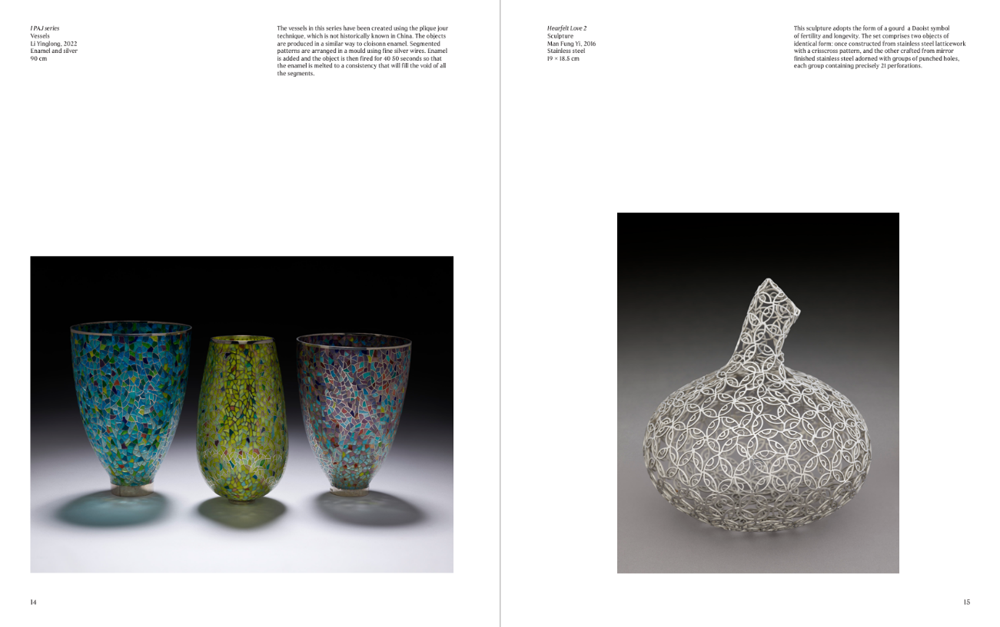 I PAJ series
Vessels
Li Yinglong, 2022
Enamel and silver
90 cm
The vessels in this series have been created using the plique jour
technique, which is not historically known in China. The objects
are produced in a similar way to cloisonn enamel. Segmented
patterns are arranged in a mould using fine silver wires. Enamel
is added and the object is then fired for 40 50 seconds so that
the enamel is melted to a consistency that will fill the void of all
the segments.
14
Hearfelt Love 2
Sculpture
Man Fung Yi, 2016
Stainless steel
19 × 18.5 cm
This sculpture adopts the form of a gourd  a Daoist symbol
of fertility and longevity. The set comprises two objects of
identical form: once constructed from stainless steel latticework
with a crisscross pattern, and the other crafted from mirror
finished stainless steel adorned with groups of punched holes,
each group containing precisely 21 perforations.
15